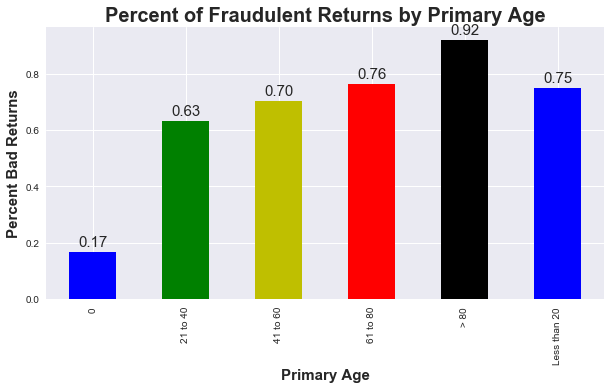 Percent of Fraudulent Returns by Primary Age
Percent Bad Returns
0.8
0.6
0.4
0.2
0.0
0.17
0.63
0.70
0.76
0.92
0.75
0
21 to 40
41 to 60
61 to 80
> 80
Less than 20
Primary Age